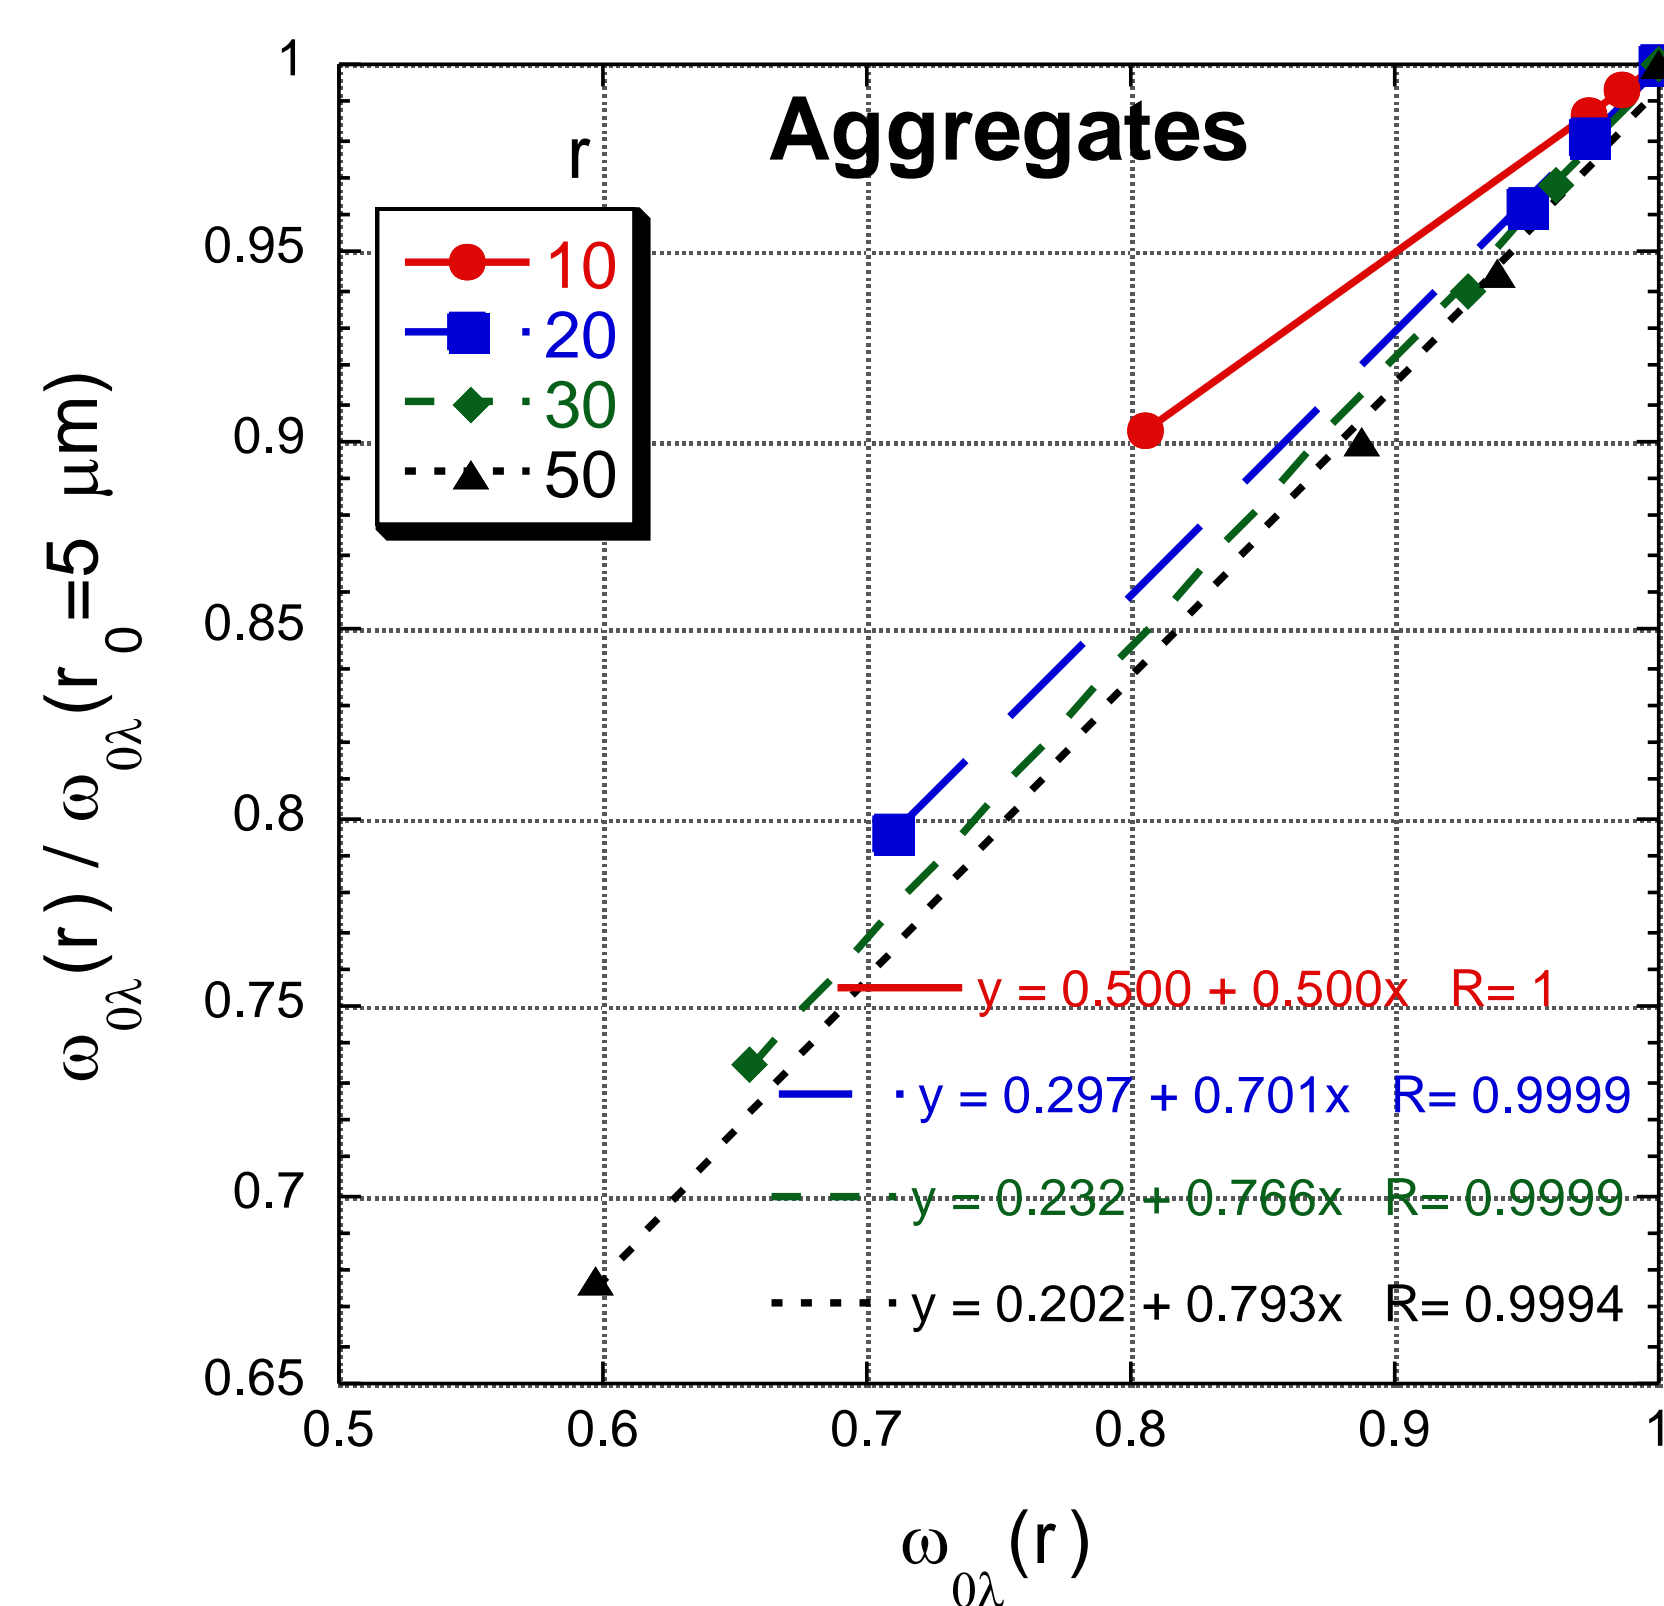 Aggregates
r
10
20
30
50
1
0.95
0.9
0.85
0.8
0.75
0.7
0.65
0.5 0.6 0.7 0.8 0.9 1
y = 0.500 + 0.500x R= 1
y = 0.297 + 0.701x R= 0.9999
y = 0.232 + 0.766x R= 0.9999
y = 0.202 + 0.793x R= 0.9994
ω0λ(r) / ω0λ(r0=5 μm)
ω0λ(r)